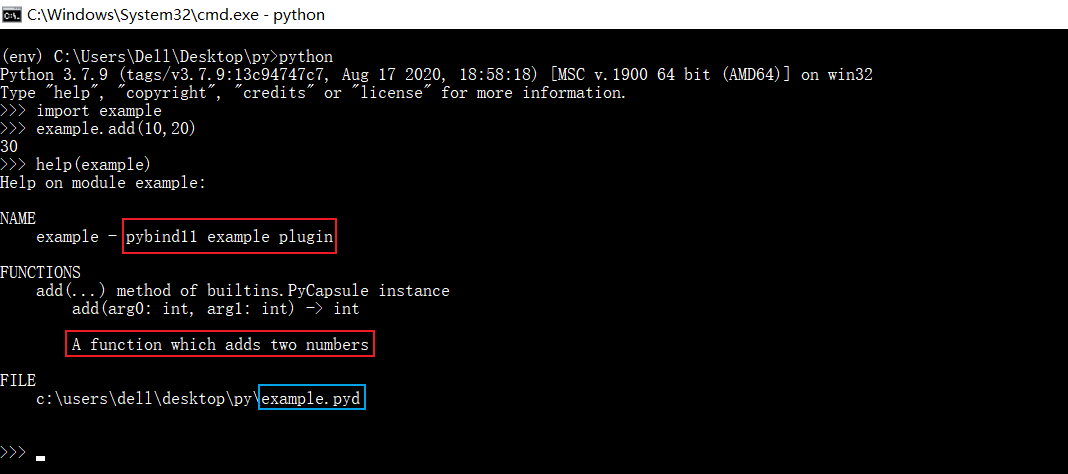 C:\Windows\System32\cmd.exe - python
(env) C:\Users\Dell\Desktop\py>python
Python 3.7.9 (tags/v3.7.9:13c94747c7, Aug 17 2020, 18:58:18) [MSC v.1900 64 bit (AMD64)] on win32
Type "help", "copyright", "credits" or "license" for more information.
>>> import example
>>> example.add(10,20)
30
>>> help(example)
Help on module example:
NAME
example - pybind11 example plugin
FUNCTIONS
add(...) method of builtins.PyCapsule instance
add(arg0: int, arg1: int) -> int
A function which adds two numbers
FILE
c:\users\dell\desktop\py\example.pyd
>>>